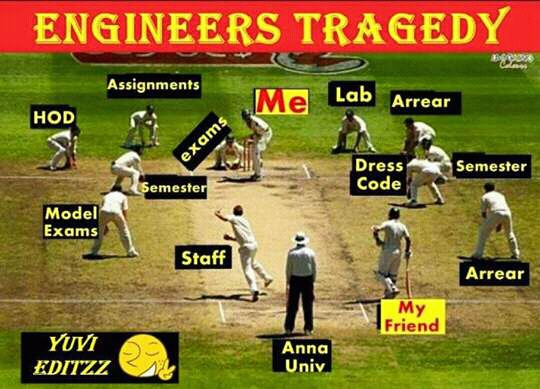 ENGINEERS TRAGEDY
Assignments
Me
Lab
Arrear
HOD
exams
Dress
Code
Semester
Semester
Model
Exams
Staff
Arrear
My
Friend
Anna
Univ
YUVI
EDITZZ